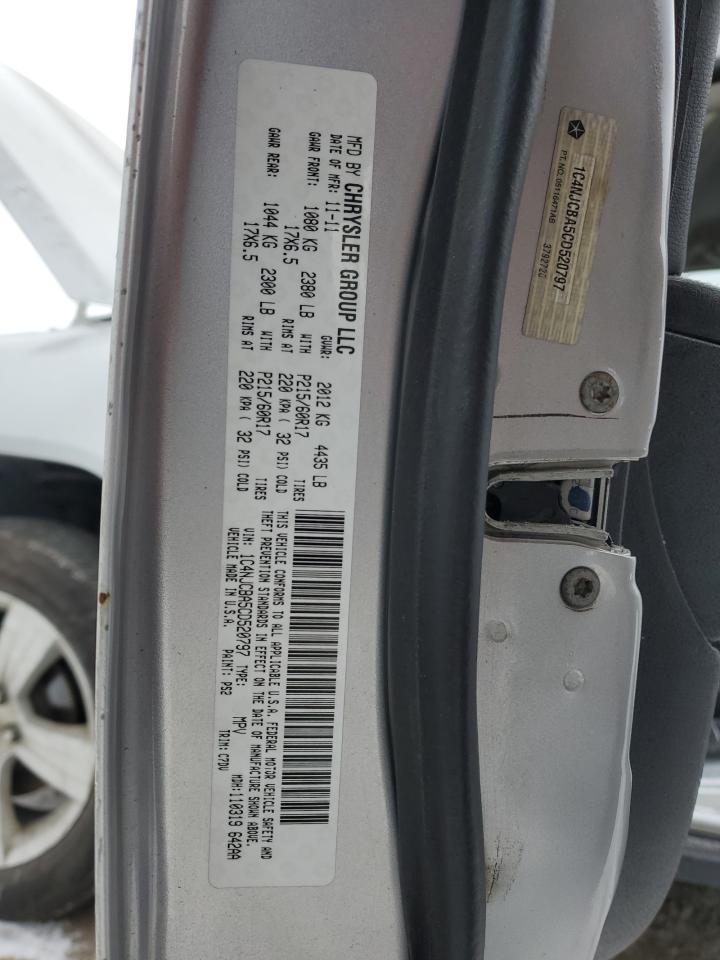 MFD BY CHRYSLER GROUP LLC
DATE OF MFR: 11-11 GVWR: 2012 KG 4435 LB
GAWR FRONT: 1080 KG 2380 LB WITH P215/60R17 TIRES
17X6.5 RIMS AT 220 KPA ( 32 PSI) COLD
GAWR REAR: 1044 KG 2300 LB WITH P215/60R17 TIRES
17X6.5 RIMS AT 220 KPA ( 32 PSI) COLD
THIS VEHICLE CONFORMS TO ALL APPLICABLE U.S.A. FEDERAL MOTOR VEHICLE SAFETY AND
THEFT PREVENTION STANDARDS IN EFFECT ON THE DATE OF MANUFACTURE SHOWN ABOVE.
VIN: 1C4NJCBA5CD520797 TYPE: MPV MDH:110319 642AA
VEHICLE MADE IN U.S.A. PAINT: PS2 TRIM: C7DV
1C4NJCBA5CD520797
PT. NO. 05116471AB